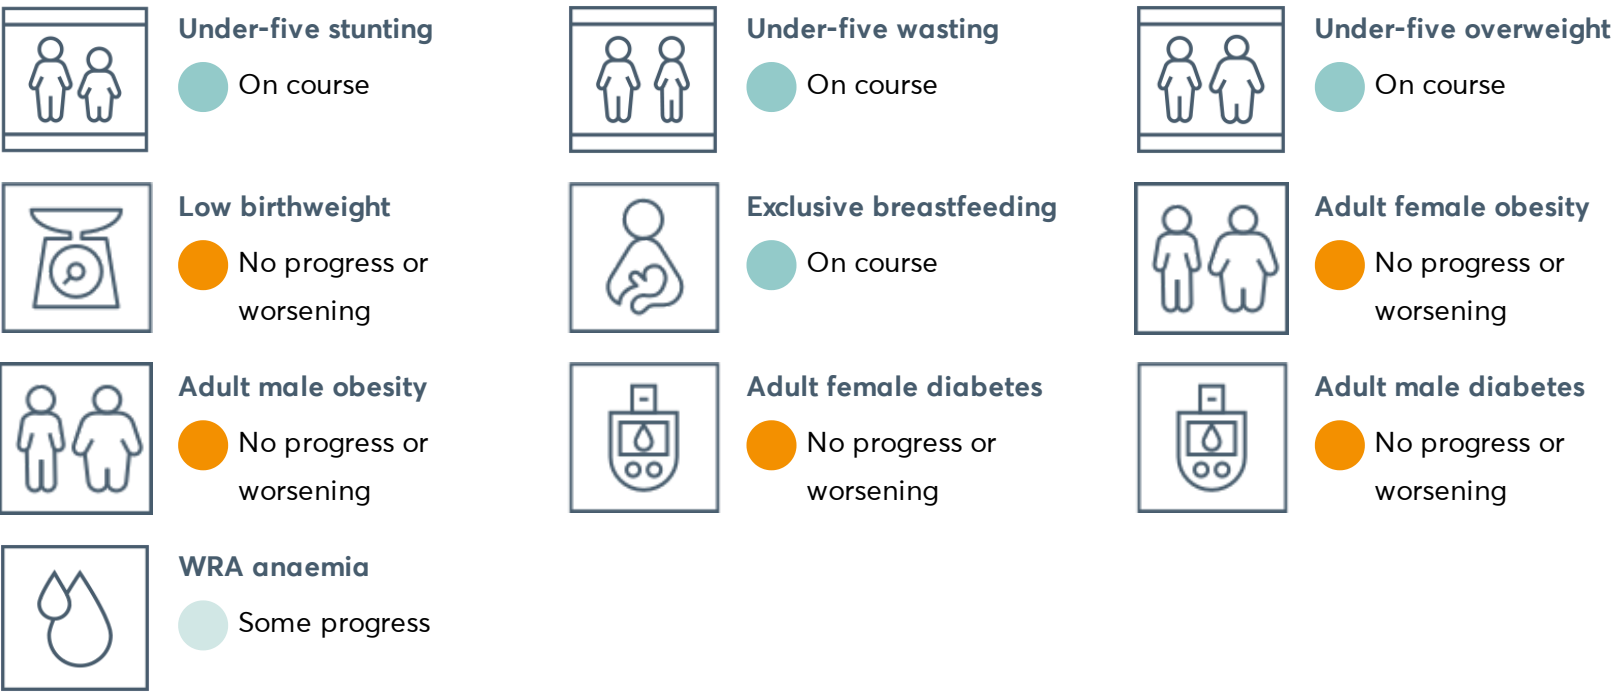 Under-five stunting
On course
Under-five wasting
On course
Under-five overweight
On course
Low birthweight
No progress or
worsening
Exclusive breastfeeding
On course
Adult female obesity
No progress or
worsening
Adult male obesity
No progress or
worsening
Adult female diabetes
No progress or
worsening
Adult male diabetes
No progress or
worsening
WRA anaemia
Some progress